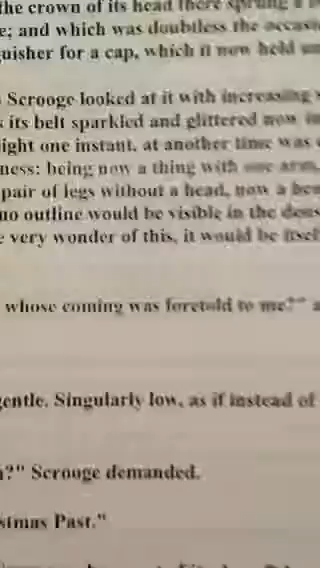 the crown of its head there sprung a
e; and which was doubtless the occasi
guisher for a cap, which it now held un
Scrooge looked at it with increasing
its belt sparkled and glittered now in
light one instant, at another time was
ness: being now a thing with one arm,
pair of legs without a head, now a hea
no outline would be visible in the dens
e very wonder of this, it would be itsel
whose coming was foretold to me?" a
gentle. Singularly low, as if instead of
?" Scrooge demanded.
stmas Past."